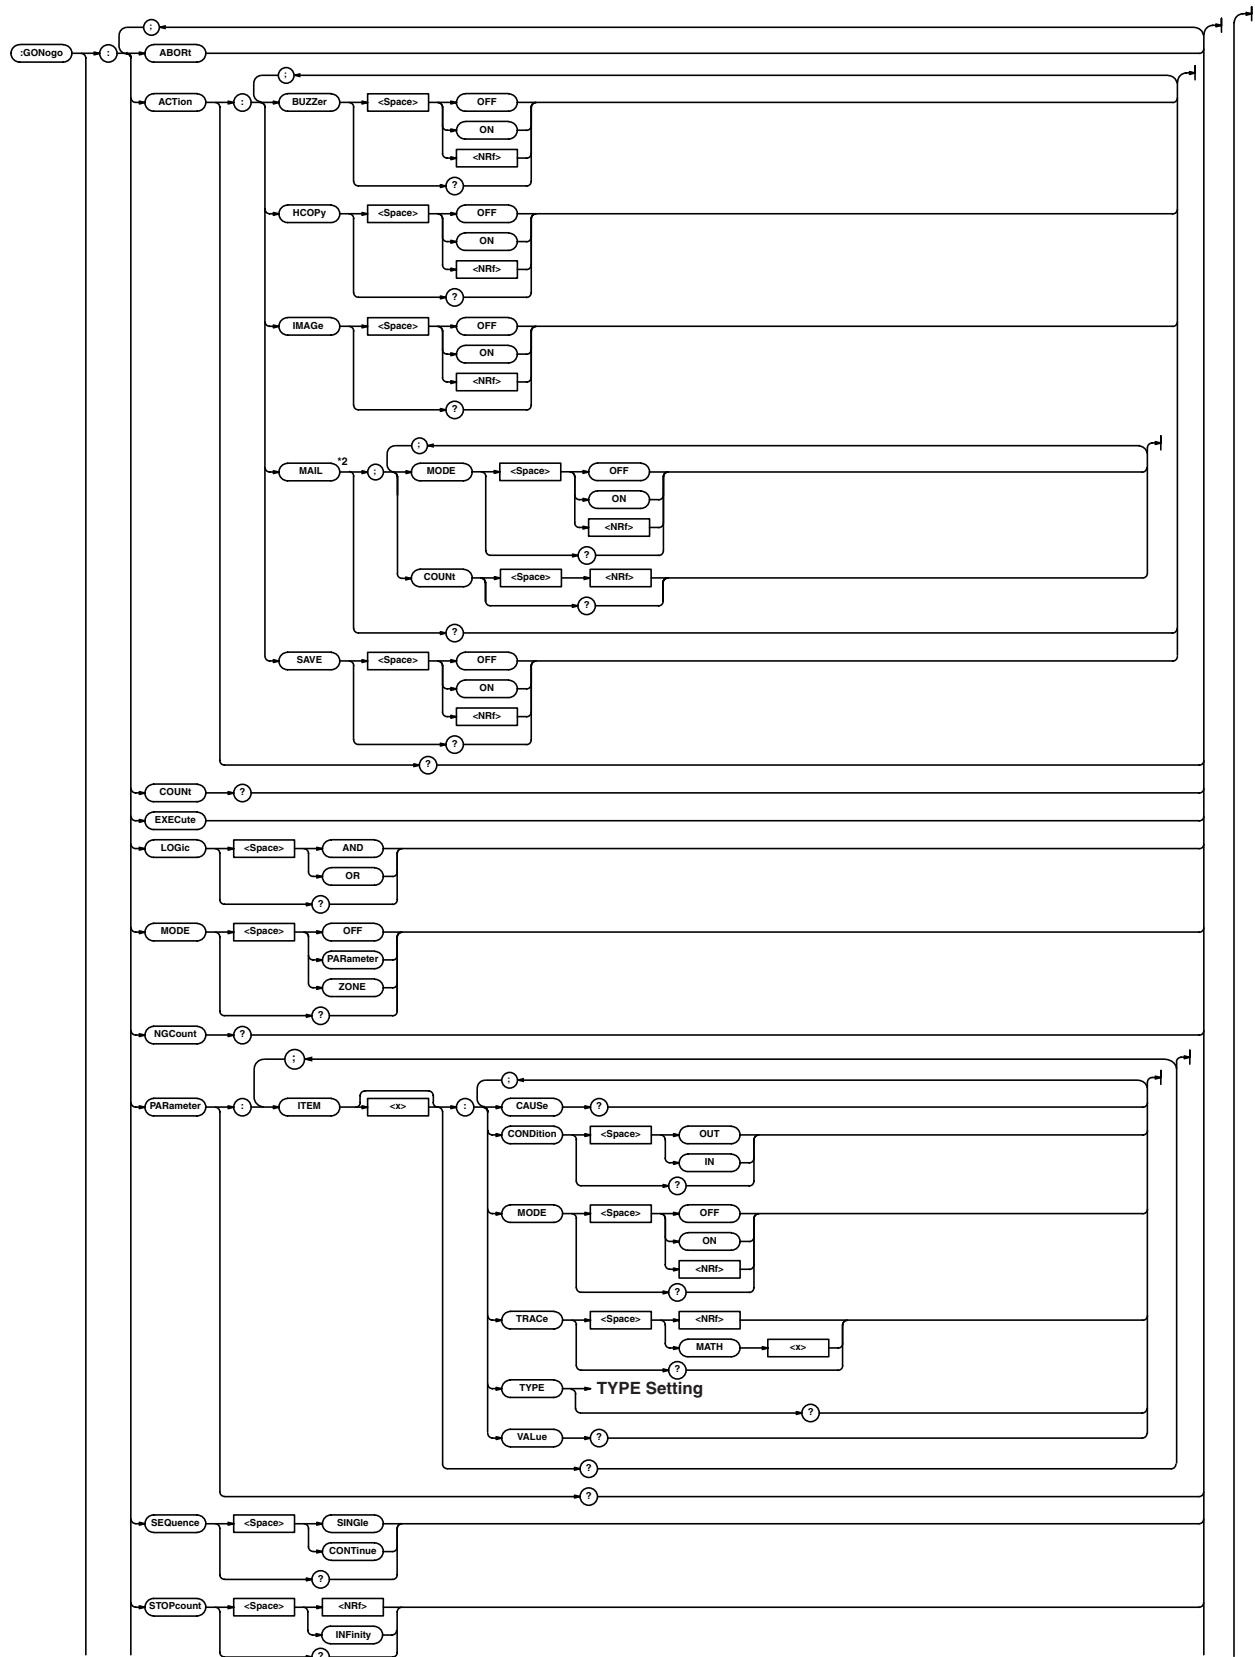 ;
:GONogo : ABORt
;
ACTion : BUZZer <Space> OFF
ON
<NRf>
?
HCOPy <Space> OFF
ON
<NRf>
?
IMAGe <Space> OFF
ON
<NRf>
?
;
MAIL *2 : MODE <Space> OFF
ON
<NRf>
?
COUNt <Space> <NRf>
?
?
SAVE <Space> OFF
ON
<NRf>
?
?
COUNt ?
EXECute
LOGic <Space> AND
OR
?
MODE <Space> OFF
PARameter
ZONE
?
NGCount ?
;
;
PARameter : ITEM <x> : CAUSe ?
CONDition <Space> OUT
IN
?
MODE <Space> OFF
ON
<NRf>
?
TRACe <Space> <NRf>
MATH <x>
?
TYPE TYPE Setting
?
VALue ?
?
?
SEQuence <Space> SINGle
CONTinue
?
STOPcount <Space> <NRf>
INFinity
?